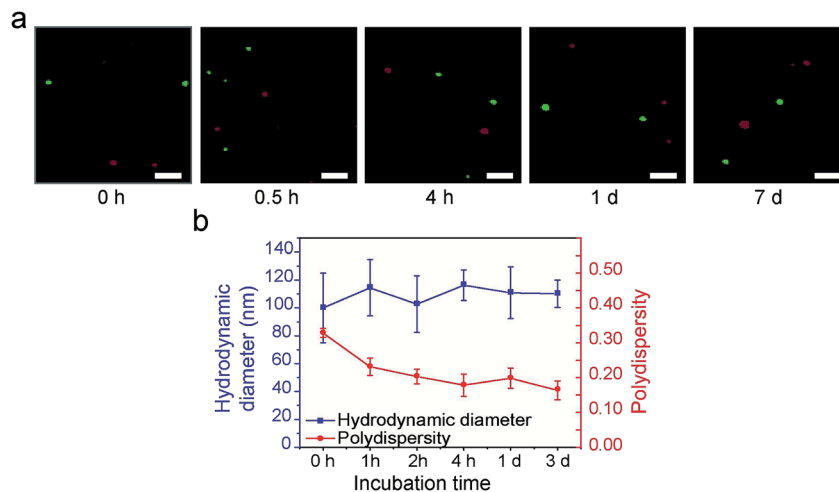 a
0 h
0.5 h
4 h
1 d
7 d
b
140
120
100
80
60
40
20
0
Hydrodynamic
diameter (nm)
0.50
0.40
0.30
0.20
0.10
0.00
Polydispersity
Hydrodynamic diameter
Polydispersity
0 h
1h
2h
4 h
1 d
3 d
Incubation time